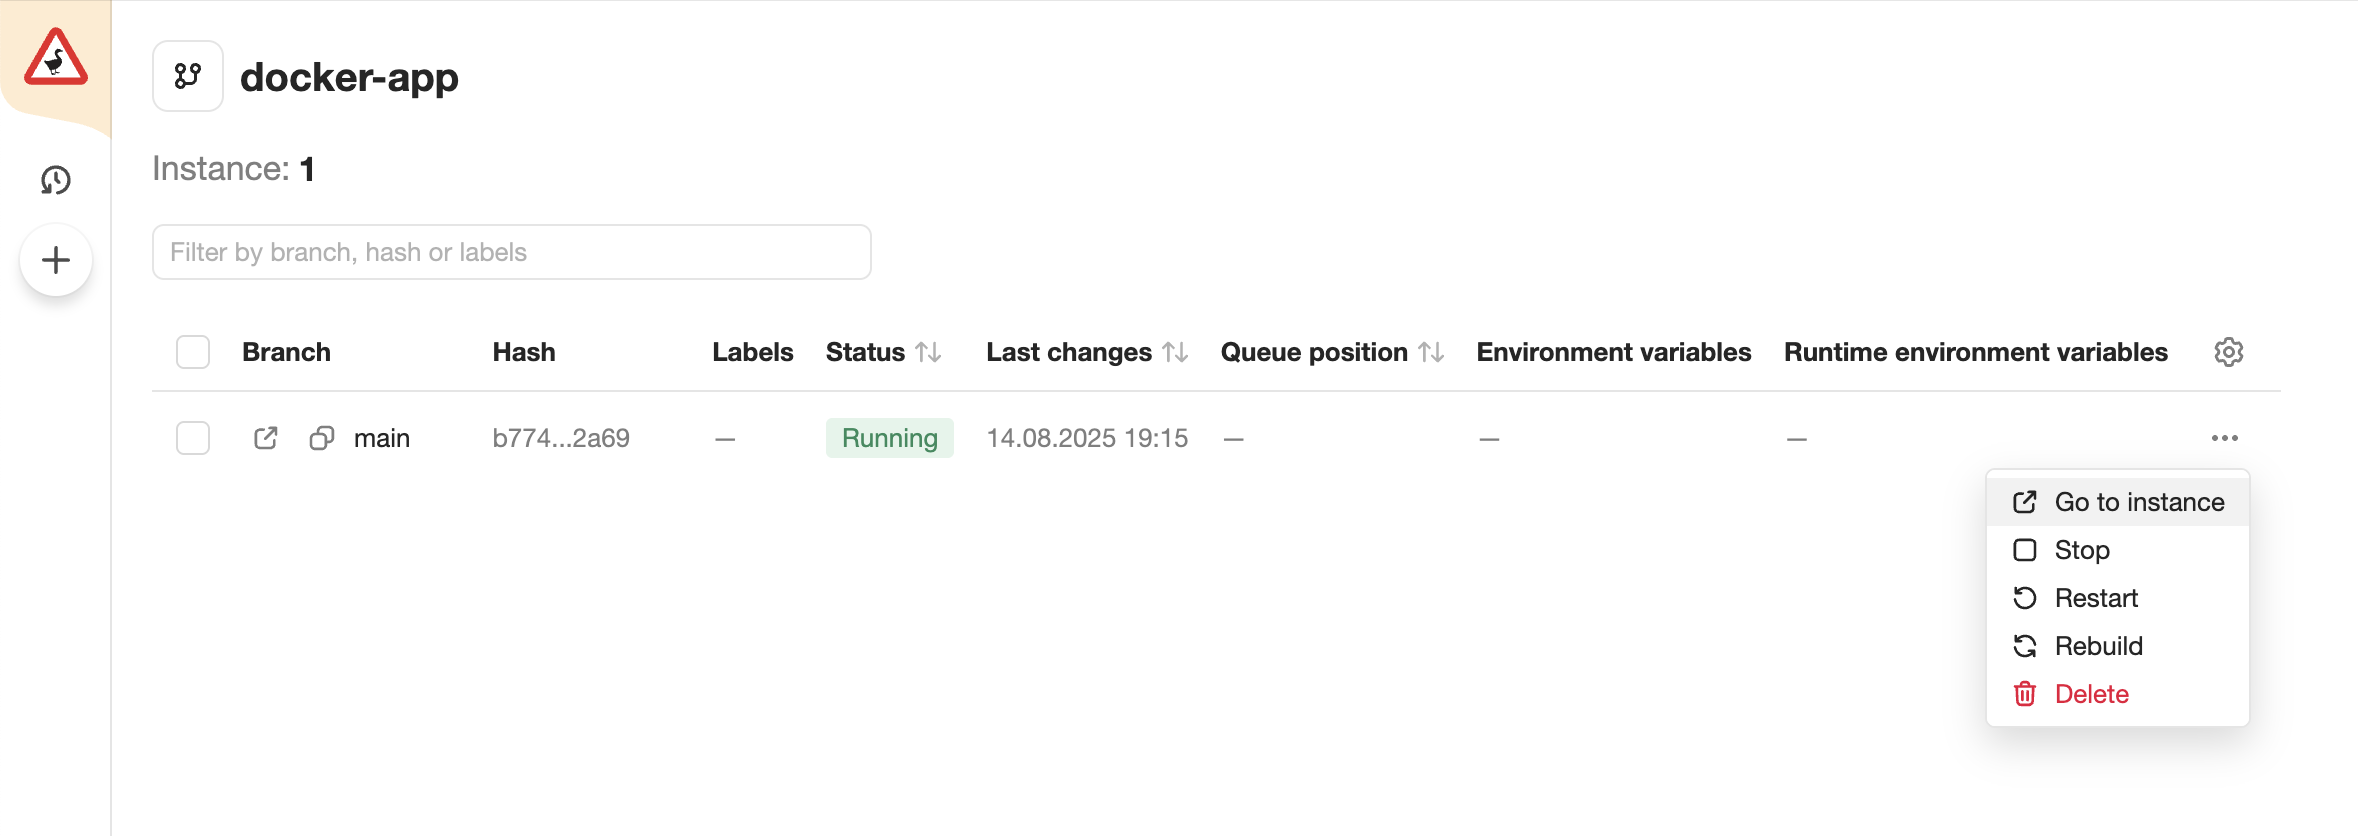 docker-app
Instance: 1
Filter by branch, hash or labels
Branch Hash Labels Status Last changes Queue position Environment variables Runtime environment variables
main b774...2a69 — Running 14.08.2025 19:15 — — —
Go to instance
Stop
Restart
Rebuild
Delete